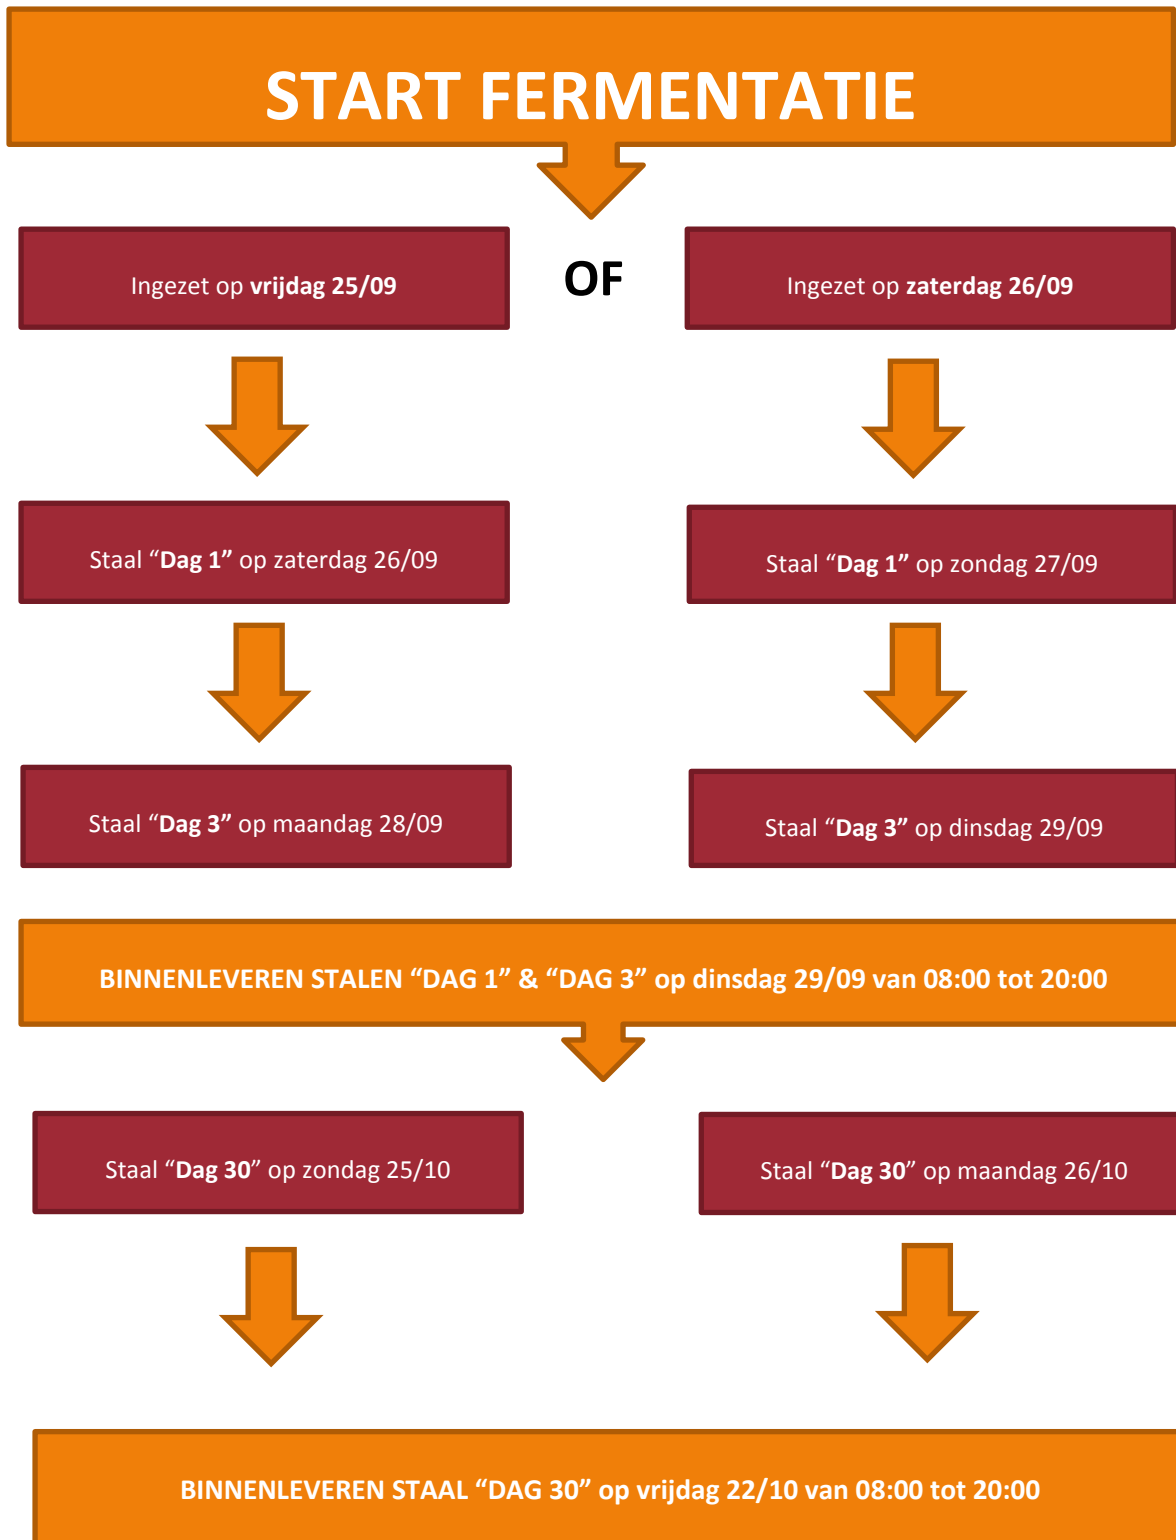 START FERMENTATIE
Ingezet op vrijdag 25/09
OF
Ingezet op zaterdag 26/09
Staal “Dag 1” op zaterdag 26/09
Staal “Dag 1” op zondag 27/09
Staal “Dag 3” op maandag 28/09
Staal “Dag 3” op dinsdag 29/09
BINNENLEVEREN STALEN “DAG 1” & “DAG 3” op dinsdag 29/09 van 08:00 tot 20:00
Staal “Dag 30” op zondag 25/10
Staal “Dag 30” op maandag 26/10
BINNENLEVEREN STAAL “DAG 30” op vrijdag 22/10 van 08:00 tot 20:00